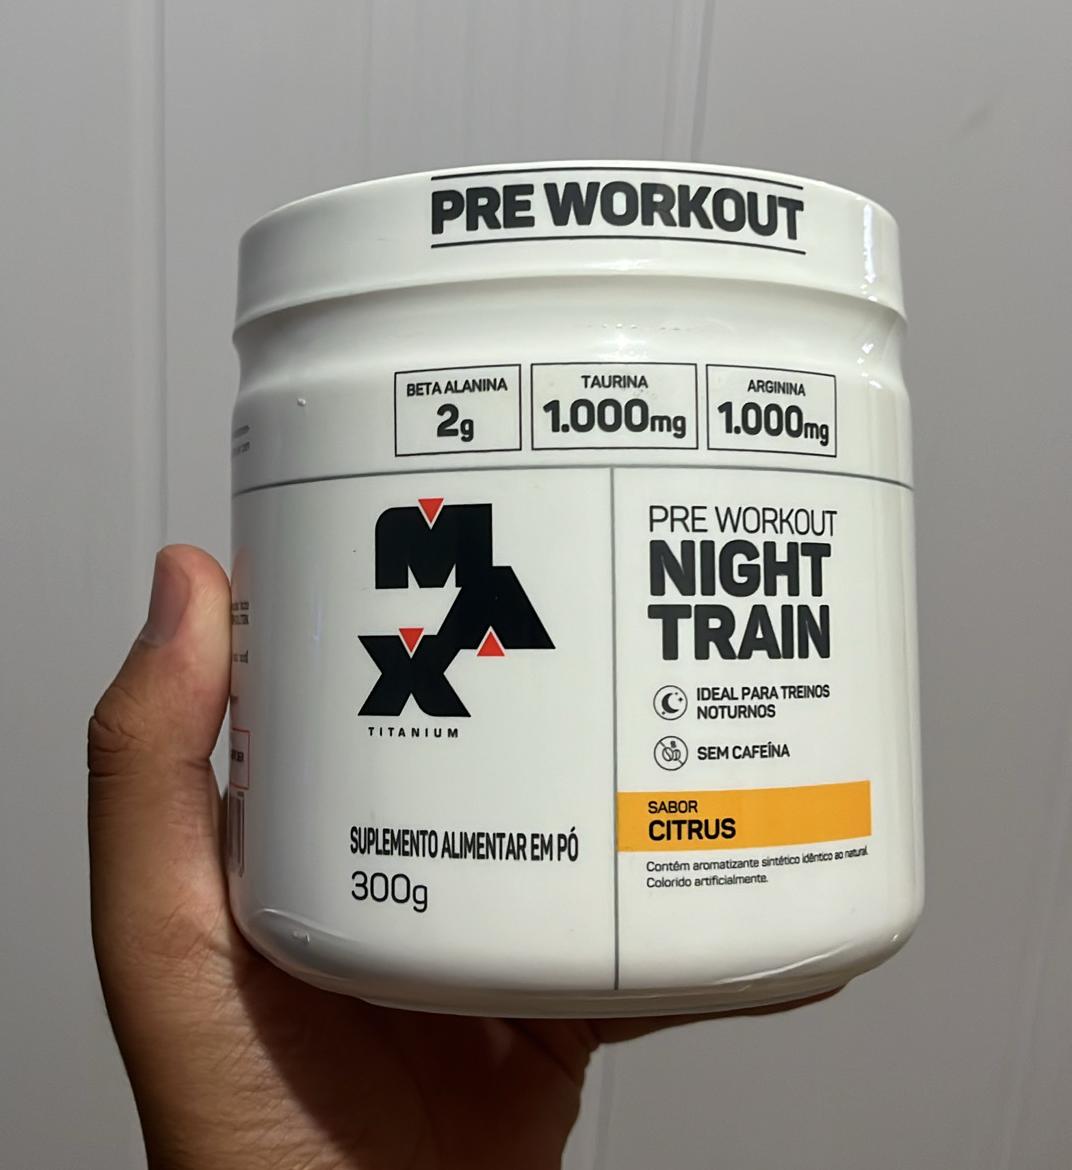 PRE WORKOUT
BETA ALANINA
2g
TAURINA
1.000mg
ARGININA
1.000mg
MAX
TITANIUM
SUPLEMENTO ALIMENTAR EM PÓ
300g
PRE WORKOUT
NIGHT
TRAIN
IDEAL PARA TREINOS
NOTURNOS
SEM CAFEÍNA
SABOR
CITRUS
Contém aromatizante sintético idêntico ao natural.
Colorido artificialmente.